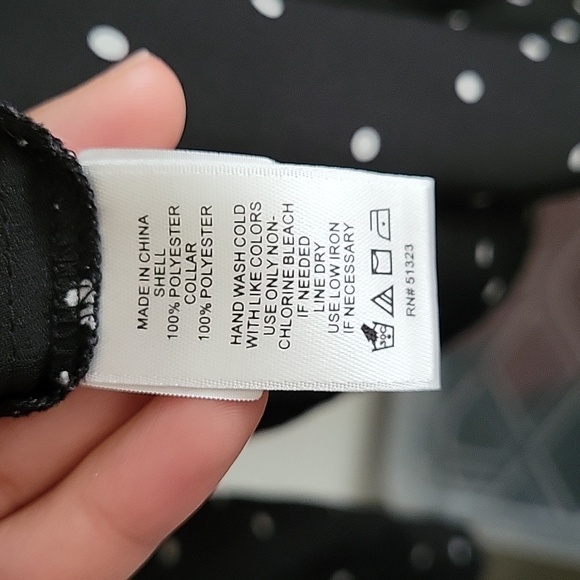 MADE IN CHINA
SHELL
100% POLYESTER
COLLAR
100% POLYESTER
HAND WASH COLD
WITH LIKE COLORS
USE ONLY NON-
CHLORINE BLEACH
IF NEEDED
LINE DRY
USE LOW IRON
IF NECESSARY
30C
RN# 51323